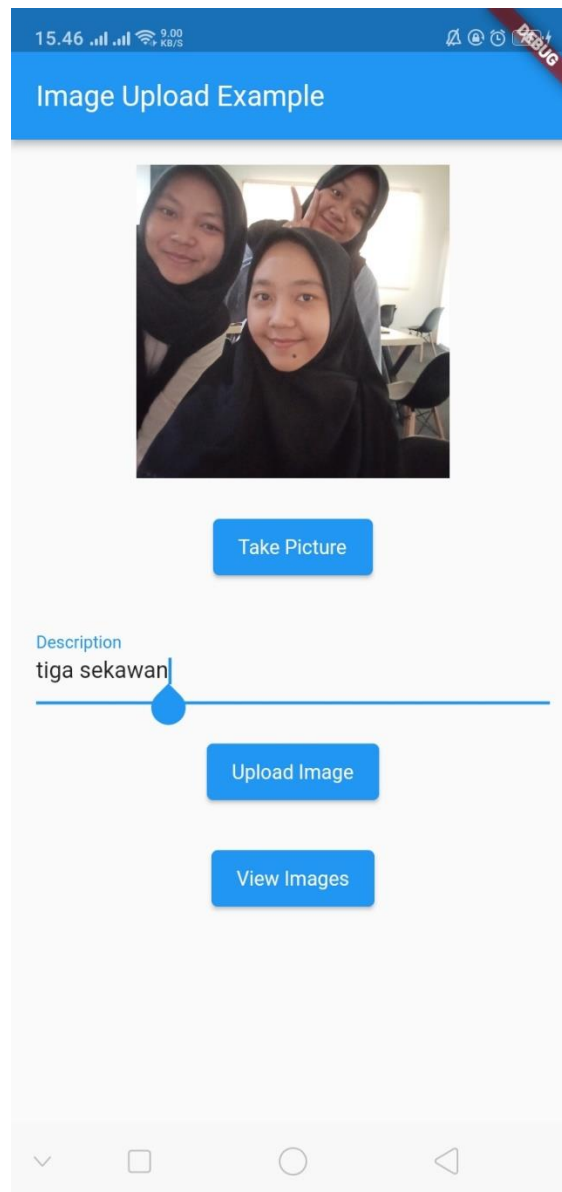 15.46 9.00 KB/S
DEBUG
Image Upload Example
Take Picture
Description
tiga sekawan
Upload Image
View Images